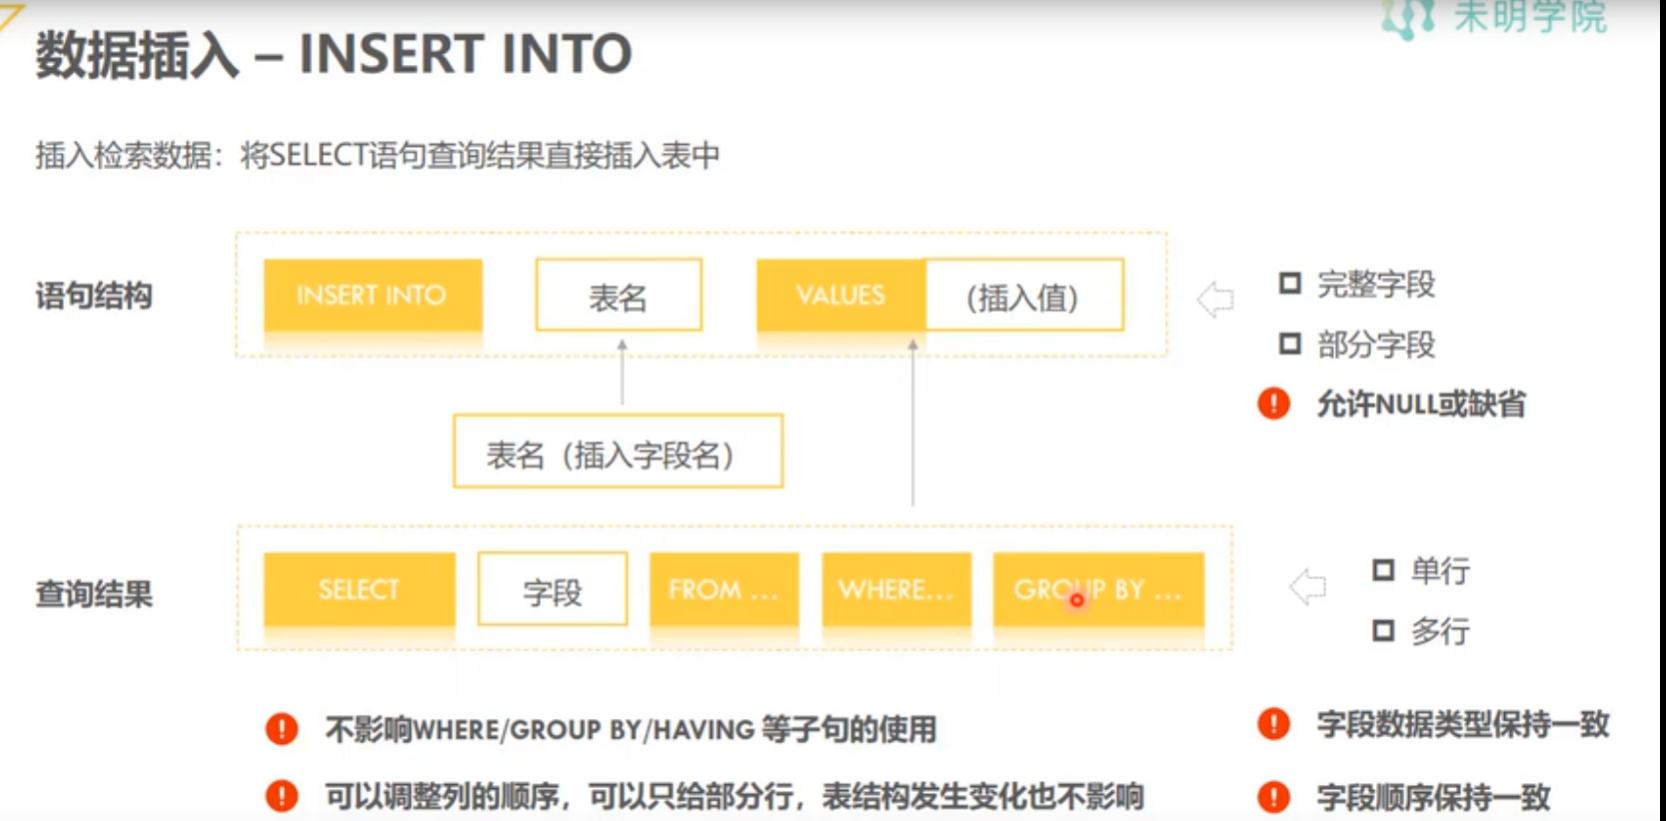 未明学院
数据插入 – INSERT INTO
插入检索数据：将SELECT语句查询结果直接插入表中
语句结构
INSERT INTO
表名
VALUES
(插入值)
完整字段
部分字段
允许NULL或缺省
表名（插入字段名）
查询结果
SELECT
字段
FROM ...
WHERE...
GROUP BY ...
单行
多行
不影响WHERE/GROUP BY/HAVING 等子句的使用
可以调整列的顺序，可以只给部分行，表结构发生变化也不影响
字段数据类型保持一致
字段顺序保持一致